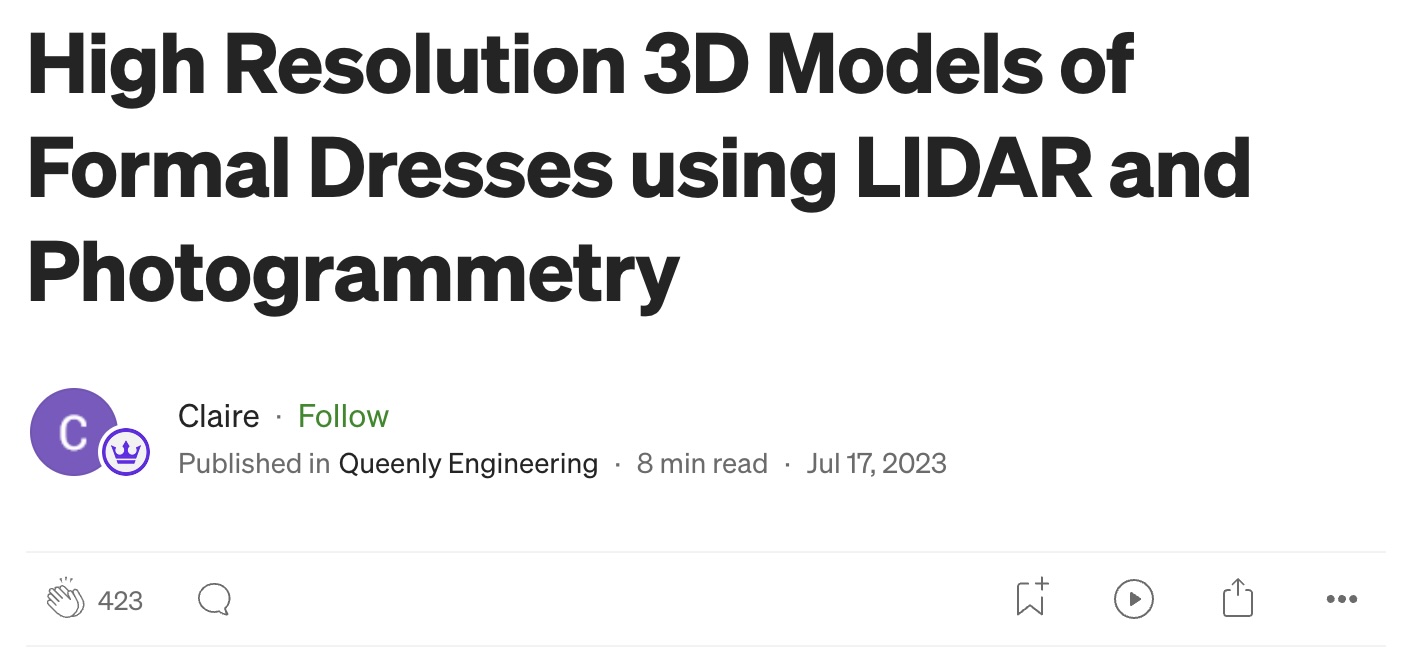 High Resolution 3D Models of
Formal Dresses using LIDAR and
Photogrammetry
C
Claire · Follow
Published in Queenly Engineering · 8 min read · Jul 17, 2023
423